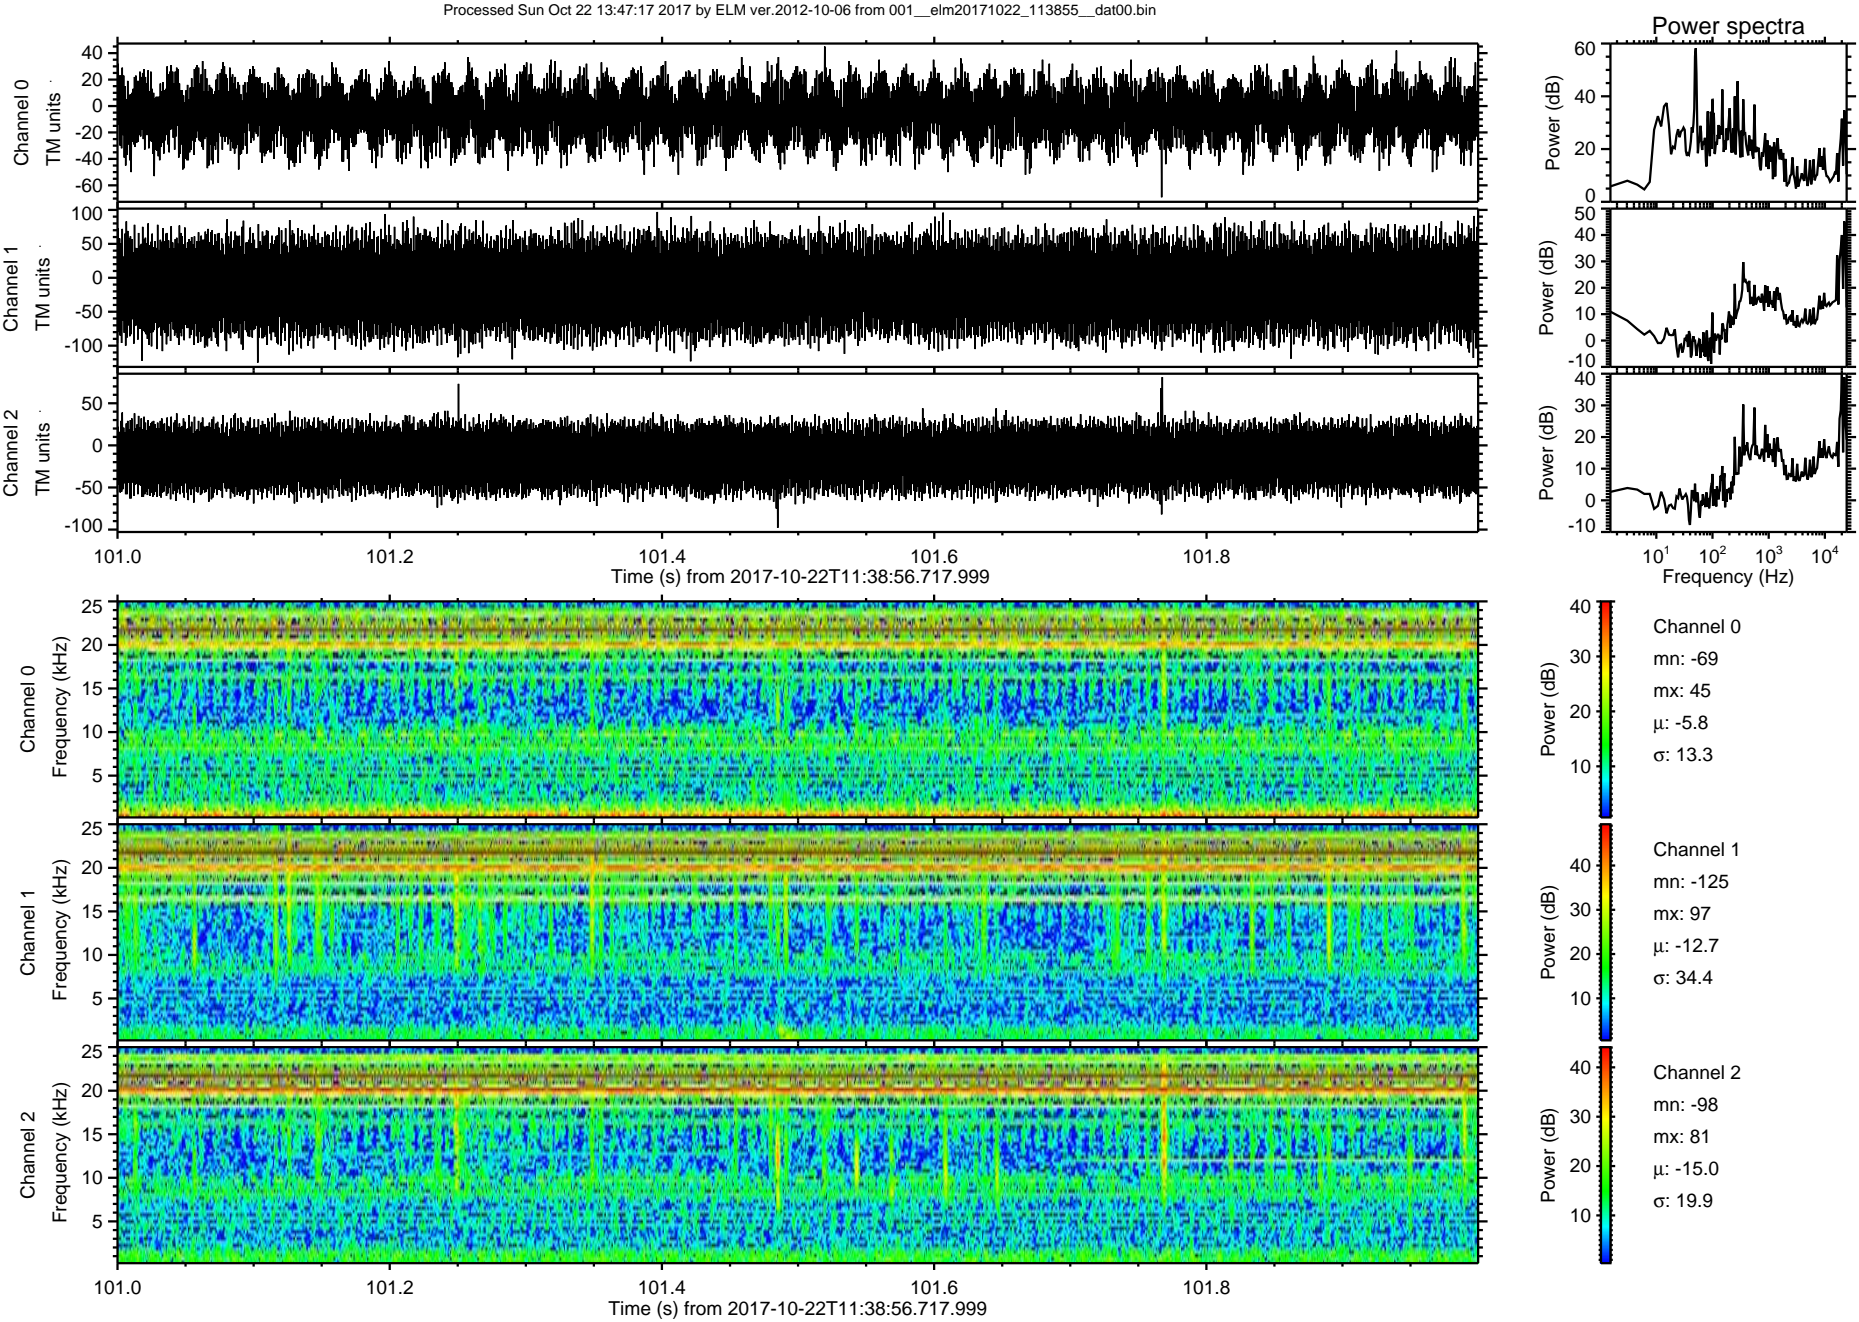 Processed Sun Oct 22 13:47:17 2017 by ELM ver.2012-10-06 from 001__elm20171022_113855__dat00.bin
Power spectra
Channel 0
TM units
40
20
0
-20
-40
-60
Power (dB)
60
40
20
0
Channel 1
TM units
100
50
0
-50
-100
Power (dB)
50
40
30
20
10
0
-10
Channel 2
TM units
50
0
-50
-100
Power (dB)
40
30
20
10
0
-10
101.0 101.2 101.4 101.6 101.8
Time (s) from 2017-10-22T11:38:56.717.999
10¹ 10² 10³ 10⁴
Frequency (Hz)
Channel 0
Frequency (kHz)
25
20
15
10
5
Power (dB)
40
30
20
10
Channel 0
mn: -69
mx: 45
μ: -5.8
σ: 13.3
Channel 1
Frequency (kHz)
25
20
15
10
5
Power (dB)
40
30
20
10
Channel 1
mn: -125
mx: 97
μ: -12.7
σ: 34.4
Channel 2
Frequency (kHz)
25
20
15
10
5
Power (dB)
40
30
20
10
Channel 2
mn: -98
mx: 81
μ: -15.0
σ: 19.9
101.0 101.2 101.4 101.6 101.8
Time (s) from 2017-10-22T11:38:56.717.999